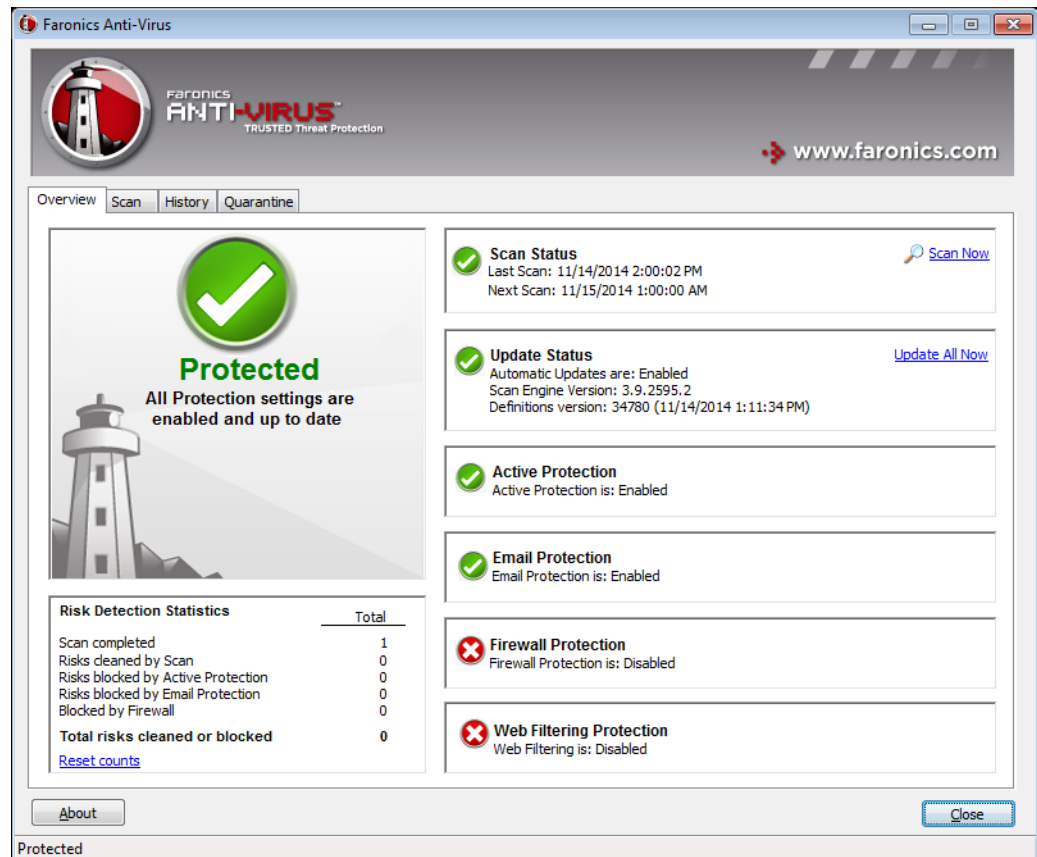 Faronics Anti-Virus
Faronics
ANTI-VIRUS™
TRUSTED Threat Protection
www.faronics.com
Overview Scan History Quarantine
Protected
All Protection settings are
enabled and up to date
Risk Detection Statistics Total
Scan completed 1
Risks cleaned by Scan 0
Risks blocked by Active Protection 0
Risks blocked by Email Protection 0
Blocked by Firewall 0
Total risks cleaned or blocked 0
Reset counts
Scan Status Scan Now
Last Scan: 11/14/2014 2:00:02 PM
Next Scan: 11/15/2014 1:00:00 AM
Update Status Update All Now
Automatic Updates are: Enabled
Scan Engine Version: 3.9.2595.2
Definitions version: 34780 (11/14/2014 1:11:34 PM)
Active Protection
Active Protection is: Enabled
Email Protection
Email Protection is: Enabled
Firewall Protection
Firewall Protection is: Disabled
Web Filtering Protection
Web Filtering is: Disabled
About Close
Protected